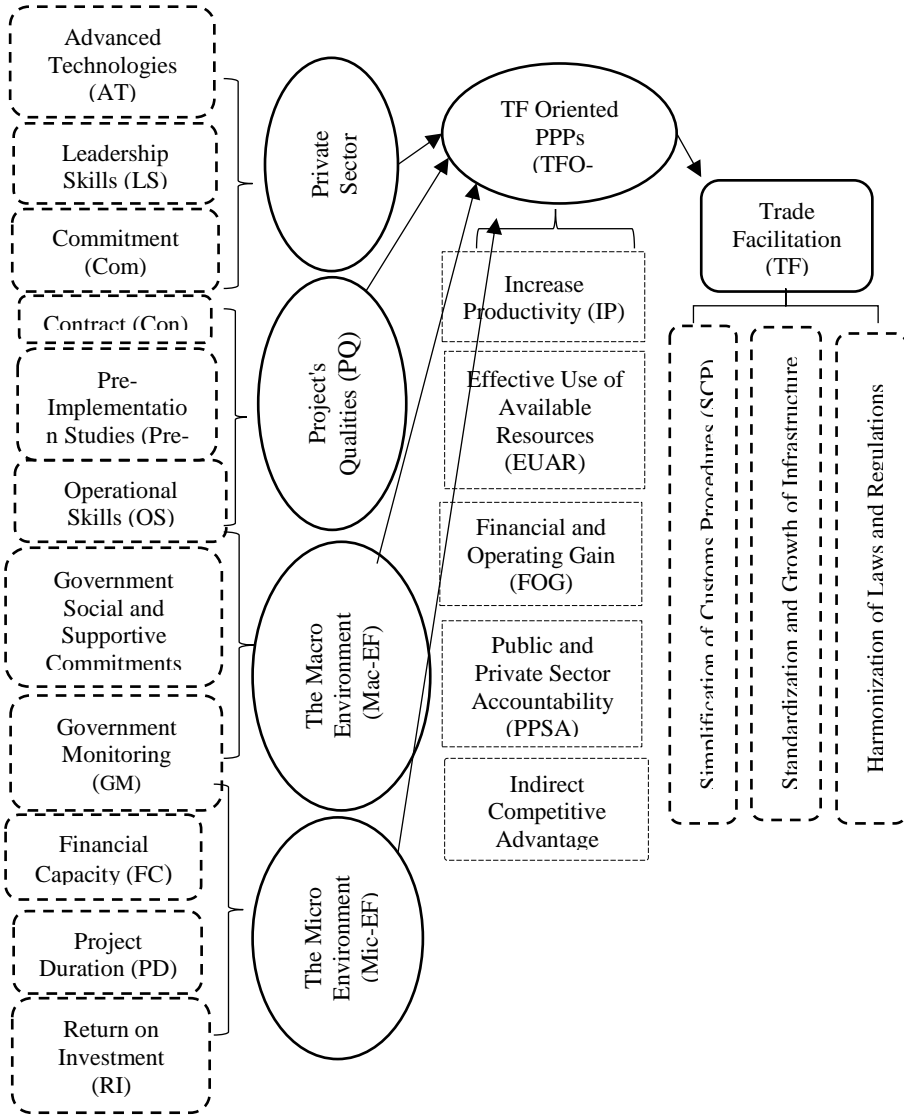 Advanced
Technologies
(AT)
Leadership
Skills (LS)
Commitment
(Com)
Contract (Con)
Pre-
Implementatio
n Studies (Pre-
Operational
Skills (OS)
Government
Social and
Supportive
Commitments
Government
Monitoring
(GM)
Financial
Capacity (FC)
Project
Duration (PD)
Return on
Investment
(RI)
Private
Sector
Project's
Qualities (PQ)
The Macro
Environment
(Mac-EF)
The Micro
Environment
(Mic-EF)
TF Oriented
PPPs
(TFO-
Increase
Productivity (IP)
Effective Use of
Available
Resources
(EUAR)
Financial and
Operating Gain
(FOG)
Public and
Private Sector
Accountability
(PPSA)
Indirect
Competitive
Advantage
Trade
Facilitation
(TF)
Simplification of Customs Procedures (SCP)
Standardization and Growth of Infrastructure
Harmonization of Laws and Regulations